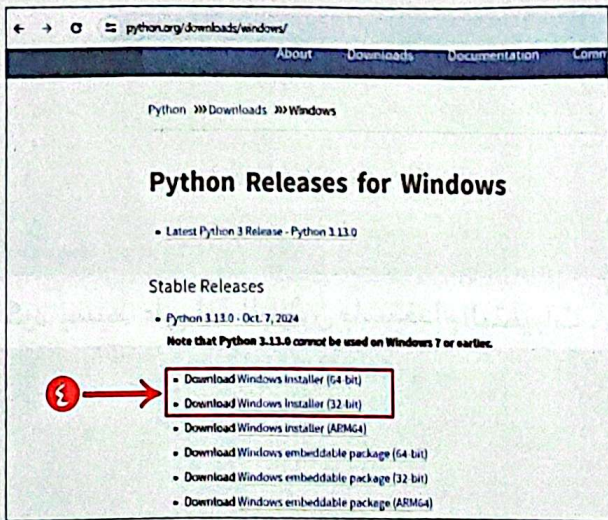 python.org/downloads/windows/
About Downloads Documentation Comm
Python >>> Downloads >>> Windows
Python Releases for Windows
• Latest Python 3 Release - Python 3.13.0
Stable Releases
• Python 3.13.0 - Oct. 7, 2024
Note that Python 3.13.0 cannot be used on Windows 7 or earlier.
• Download Windows installer (64-bit)
٤
• Download Windows installer (32-bit)
• Download Windows installer (ARM64)
• Download Windows embeddable package (64-bit)
• Download Windows embeddable package (32-bit)
• Download Windows embeddable package (ARM64)